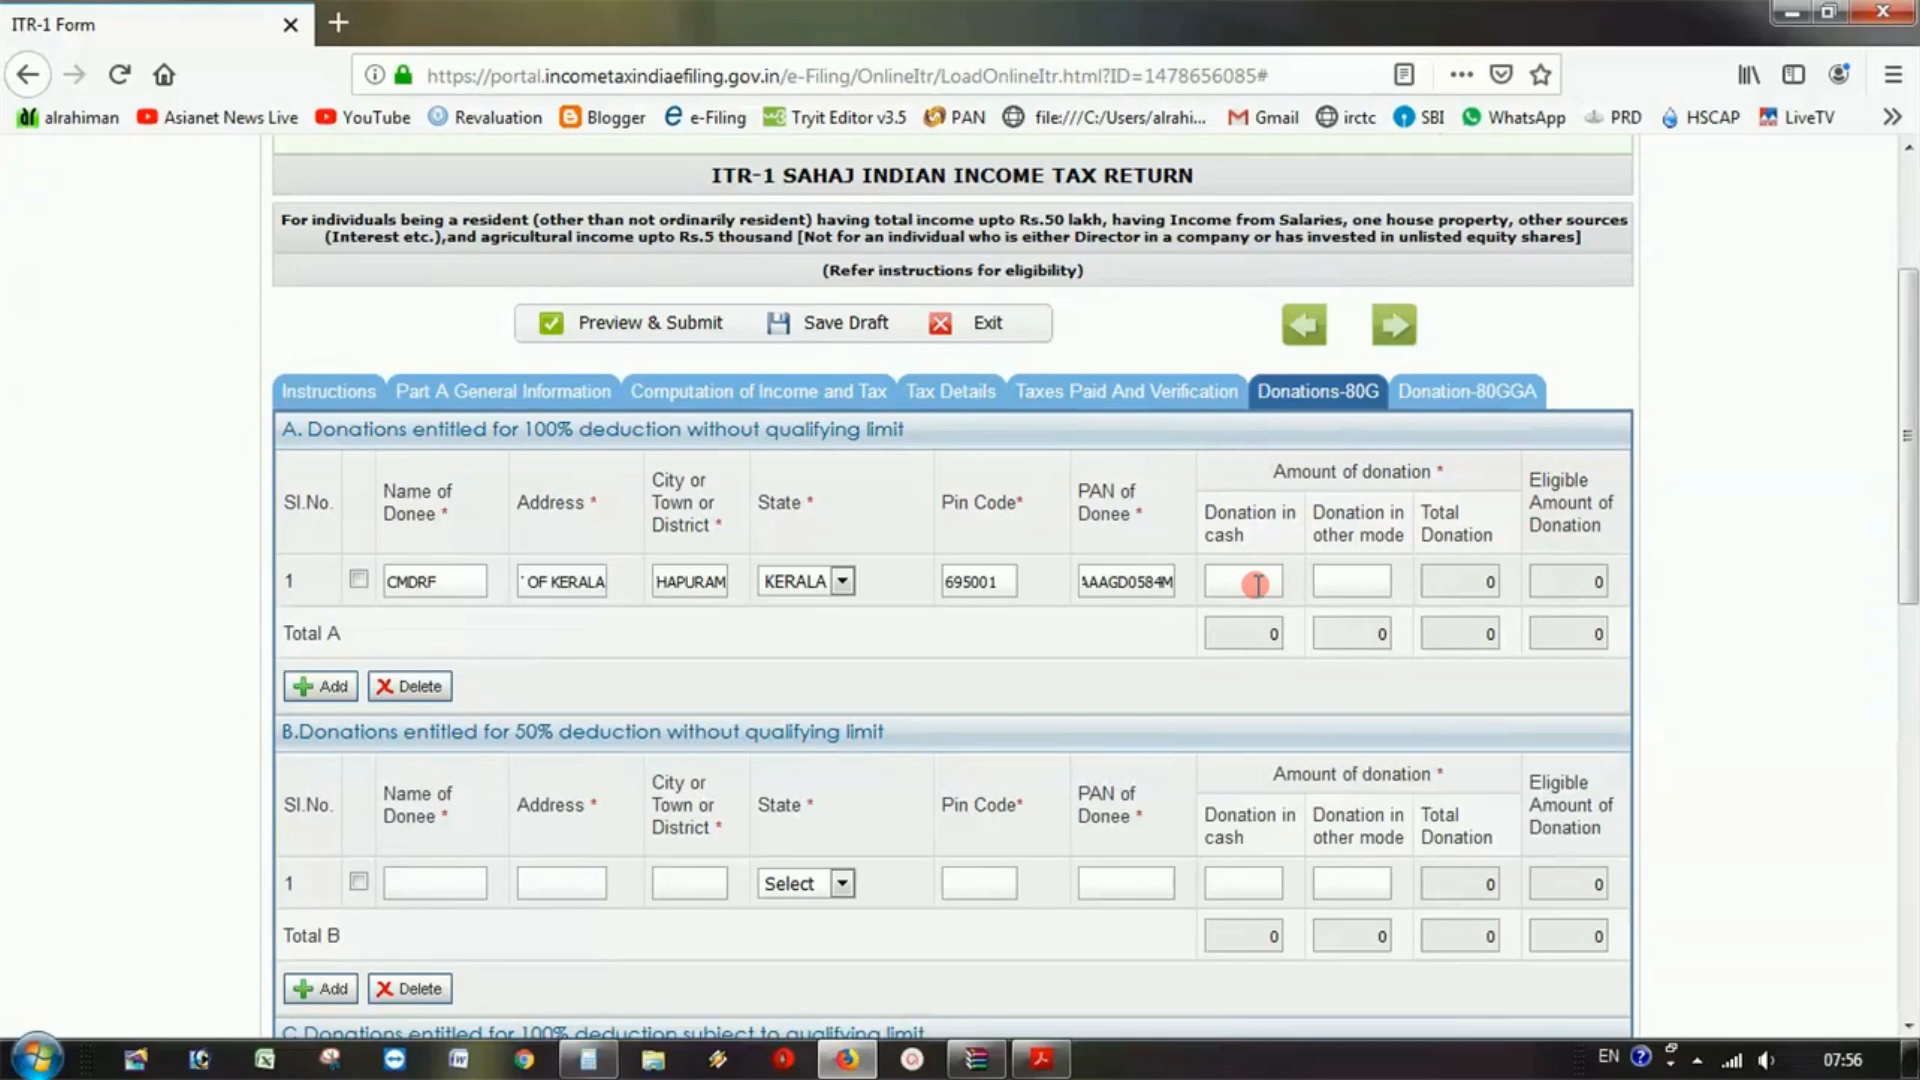 ITR-1 Form
https://portal.incometaxindiaefiling.gov.in/e-Filing/OnlineItr/LoadOnlineItr.html?ID=1478656085#
alrahiman Asianet News Live YouTube Revaluation Blogger e-Filing Tryit Editor v3.5 PAN file:///C:/Users/alrahi... Gmail irctc SBI WhatsApp PRD HSCAP LiveTV
ITR-1 SAHAJ INDIAN INCOME TAX RETURN
For individuals being a resident (other than not ordinarily resident) having total income upto Rs.50 lakh, having Income from Salaries, one house property, other sources
(Interest etc.),and agricultural income upto Rs.5 thousand [Not for an individual who is either Director in a company or has invested in unlisted equity shares]
(Refer instructions for eligibility)
Preview & Submit Save Draft Exit
Instructions Part A General Information Computation of Income and Tax Tax Details Taxes Paid And Verification Donations-80G Donation-80GGA
A. Donations entitled for 100% deduction without qualifying limit
Sl.No. Name of Donee * Address * City or Town or District * State * Pin Code* PAN of Donee * Amount of donation * Donation in cash Donation in other mode Total Donation Eligible Amount of Donation
1 CMDRF OF KERALA HAPURAM KERALA 695001 AAAGD0584M 0 0
Total A 0 0 0 0
Add Delete
B.Donations entitled for 50% deduction without qualifying limit
Sl.No. Name of Donee * Address * City or Town or District * State * Pin Code* PAN of Donee * Amount of donation * Donation in cash Donation in other mode Total Donation Eligible Amount of Donation
1 Select 0 0
Total B 0 0 0 0
Add Delete
C.Donations entitled for 100% deduction subject to qualifying limit
EN 07:56